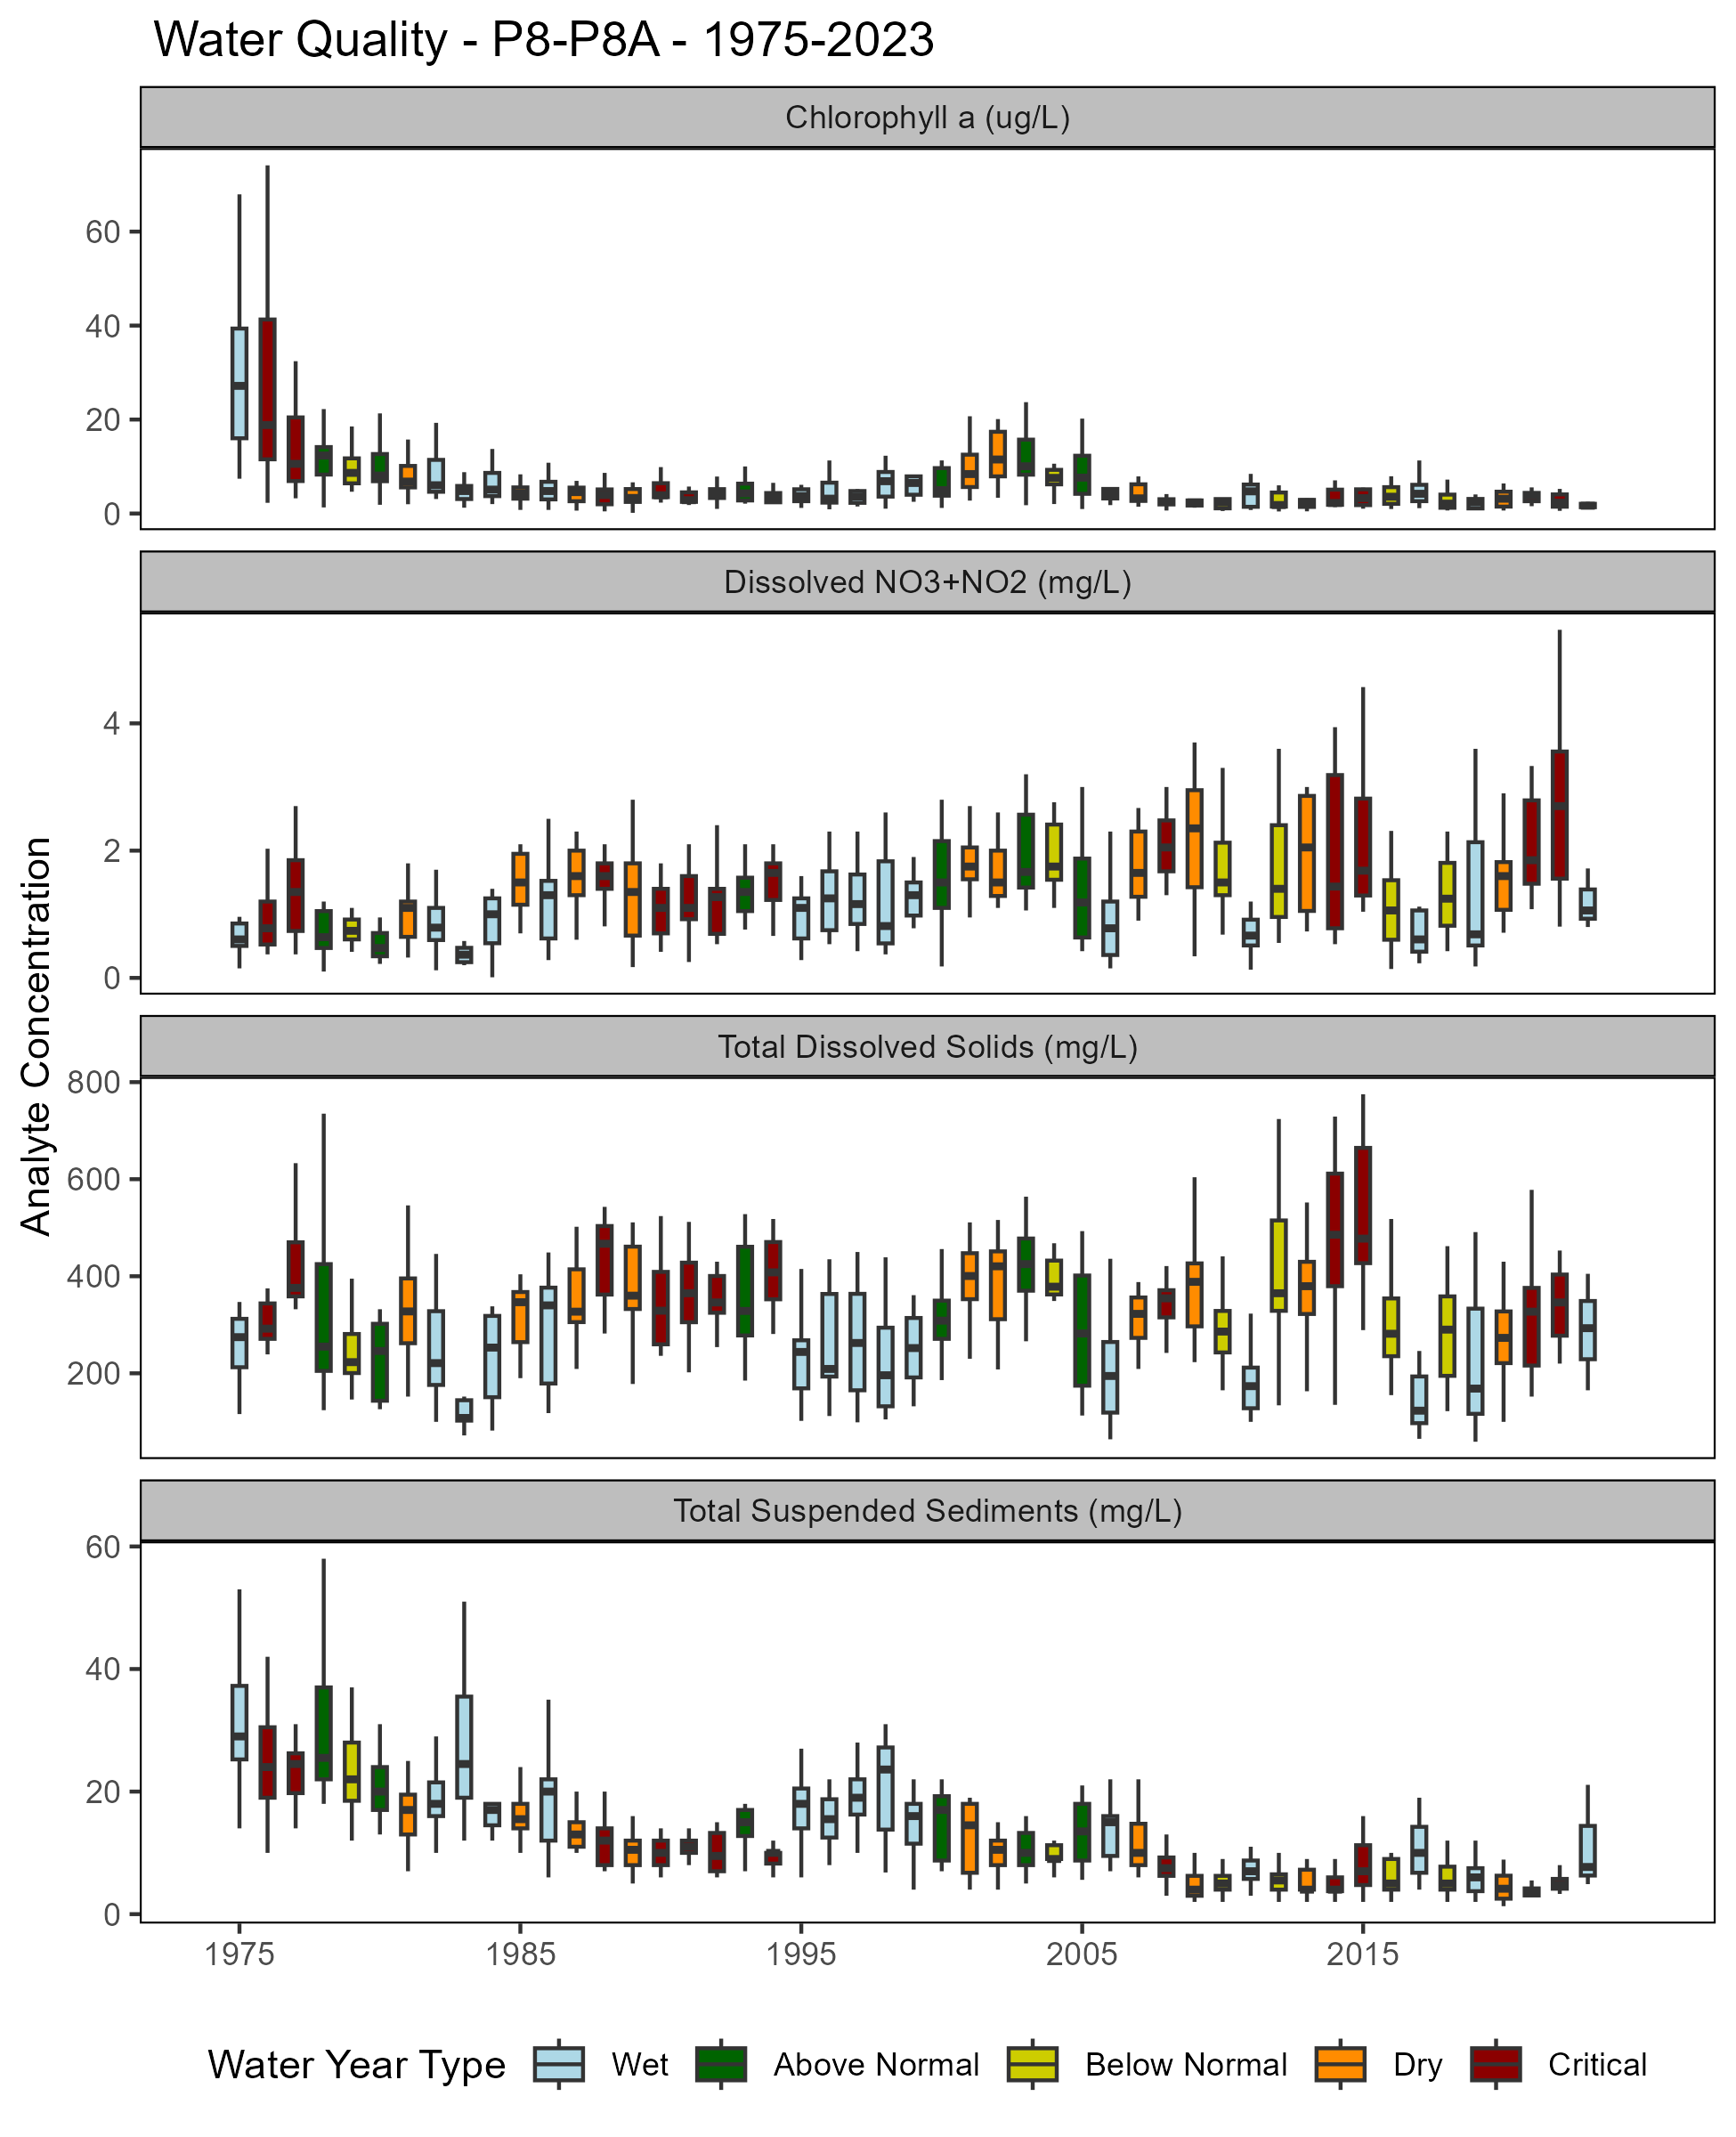 Water Quality - P8-P8A - 1975-2023
Chlorophyll a (ug/L)
60
40
20
0
Dissolved NO3+NO2 (mg/L)
4
2
0
Analyte Concentration
Total Dissolved Solids (mg/L)
800
600
400
200
Total Suspended Sediments (mg/L)
60
40
20
0
1975 1985 1995 2005 2015
Water Year Type Wet Above Normal Below Normal Dry Critical